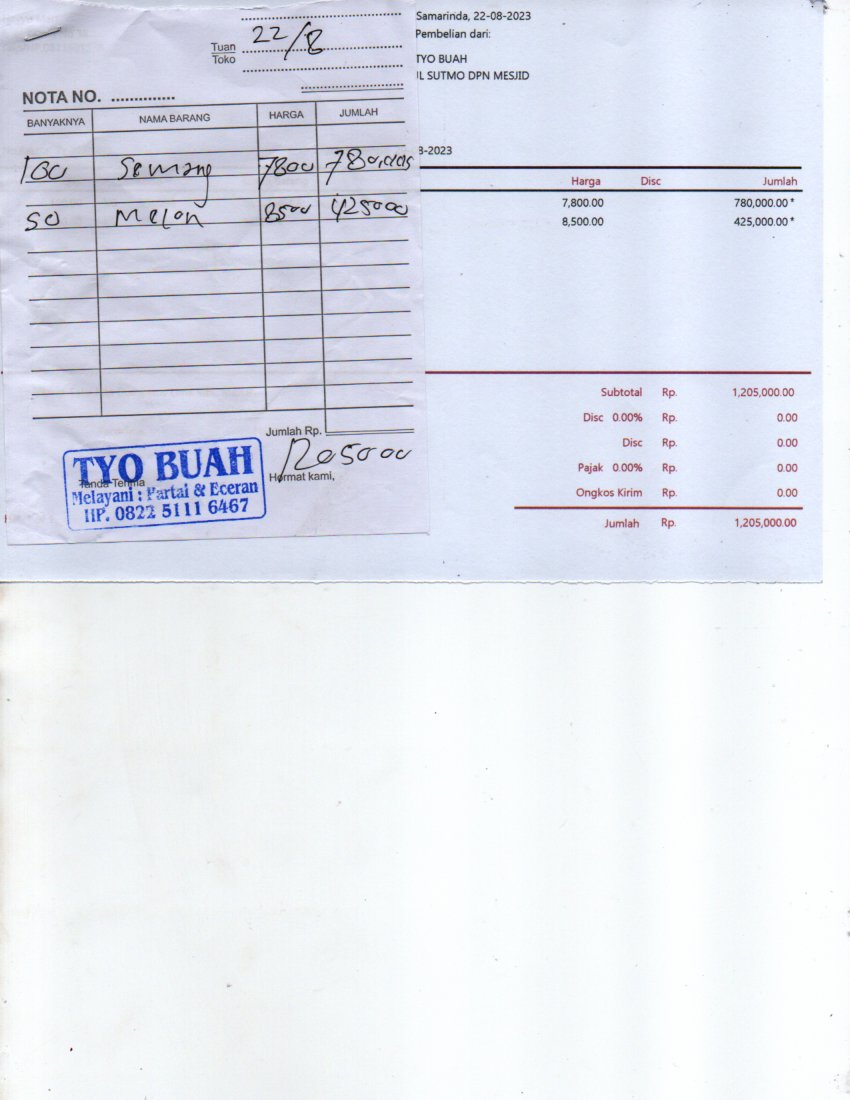 22/8
Tuan
Toko
NOTA NO. ..............
BANYAKNYA NAMA BARANG HARGA JUMLAH
100 Semang 7800 780,000
50 Melon 8500 425000
Jumlah Rp.
1205000
Tanda Terima Hormat kami,
TYO BUAH
Melayani : Partai & Eceran
HP. 0822 5111 6467
Samarinda, 22-08-2023
Pembelian dari:
TYO BUAH
JL SUTMO DPN MESJID
8-2023
Harga Disc Jumlah
7,800.00 780,000.00 *
8,500.00 425,000.00 *
Subtotal Rp. 1,205,000.00
Disc 0.00% Rp. 0.00
Disc Rp. 0.00
Pajak 0.00% Rp. 0.00
Ongkos Kirim Rp. 0.00
Jumlah Rp. 1,205,000.00